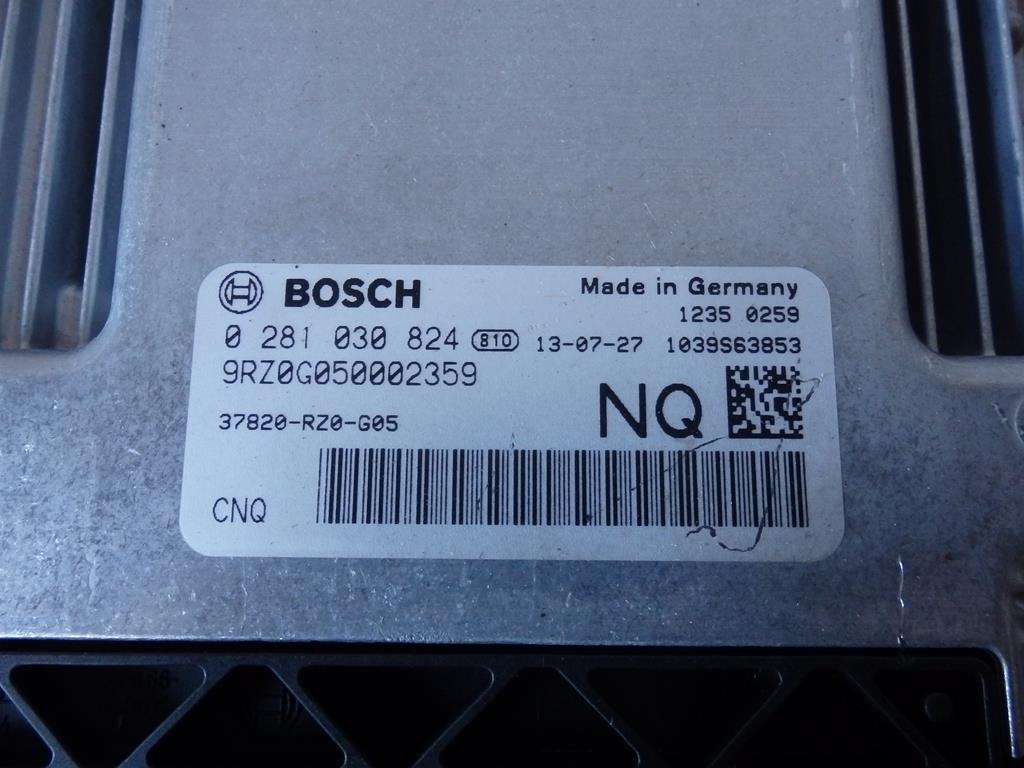 BOSCH
Made in Germany
1235 0259
0 281 030 824 810 13-07-27 1039S63853
9RZ0G050002359
37820-RZ0-G05
NQ
CNQ